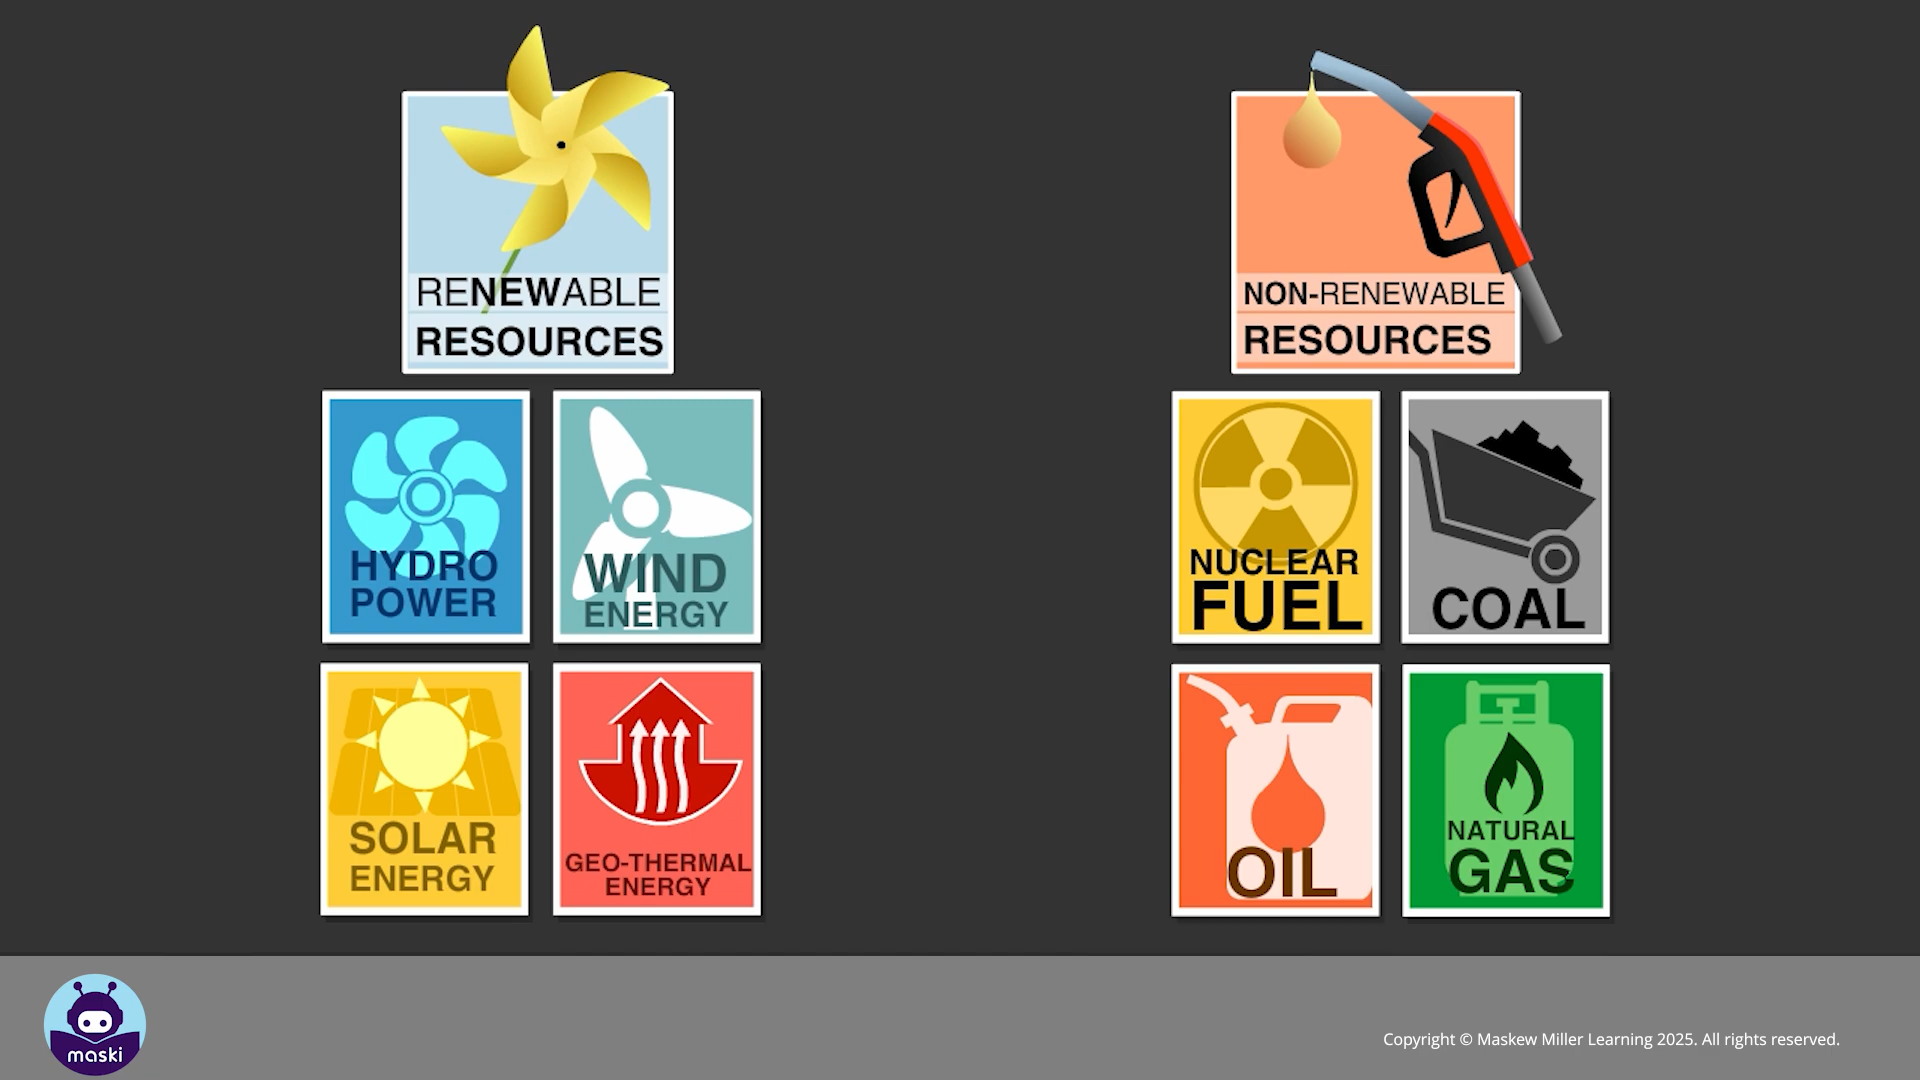 RENEWABLE
RESOURCES
HYDRO
POWER
WIND
ENERGY
SOLAR
ENERGY
GEO-THERMAL
ENERGY
NON-RENEWABLE
RESOURCES
NUCLEAR
FUEL
COAL
OIL
NATURAL
GAS
maski
Copyright © Maskew Miller Learning 2025. All rights reserved.